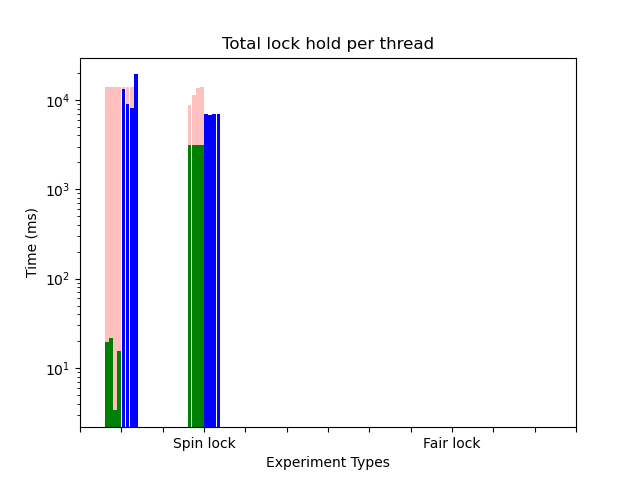 Total lock hold per thread
Time (ms)
10⁴
10³
10²
10¹
Spin lock
Fair lock
Experiment Types